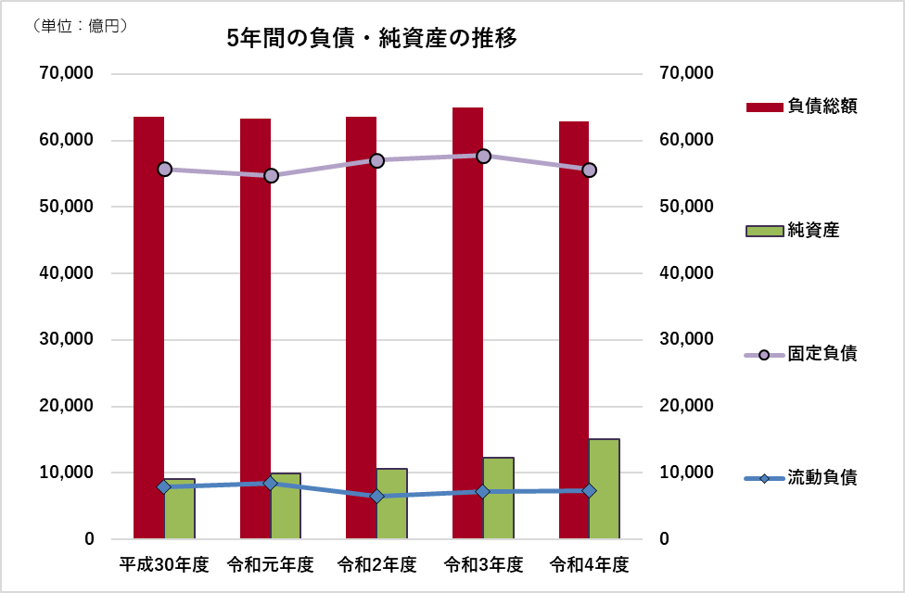 （単位：億円）
5年間の負債・純資産の推移
70,000
60,000
50,000
40,000
30,000
20,000
10,000
0
70,000
60,000
50,000
40,000
30,000
20,000
10,000
0
平成30年度 令和元年度 令和2年度 令和3年度 令和4年度
負債総額
純資産
固定負債
流動負債